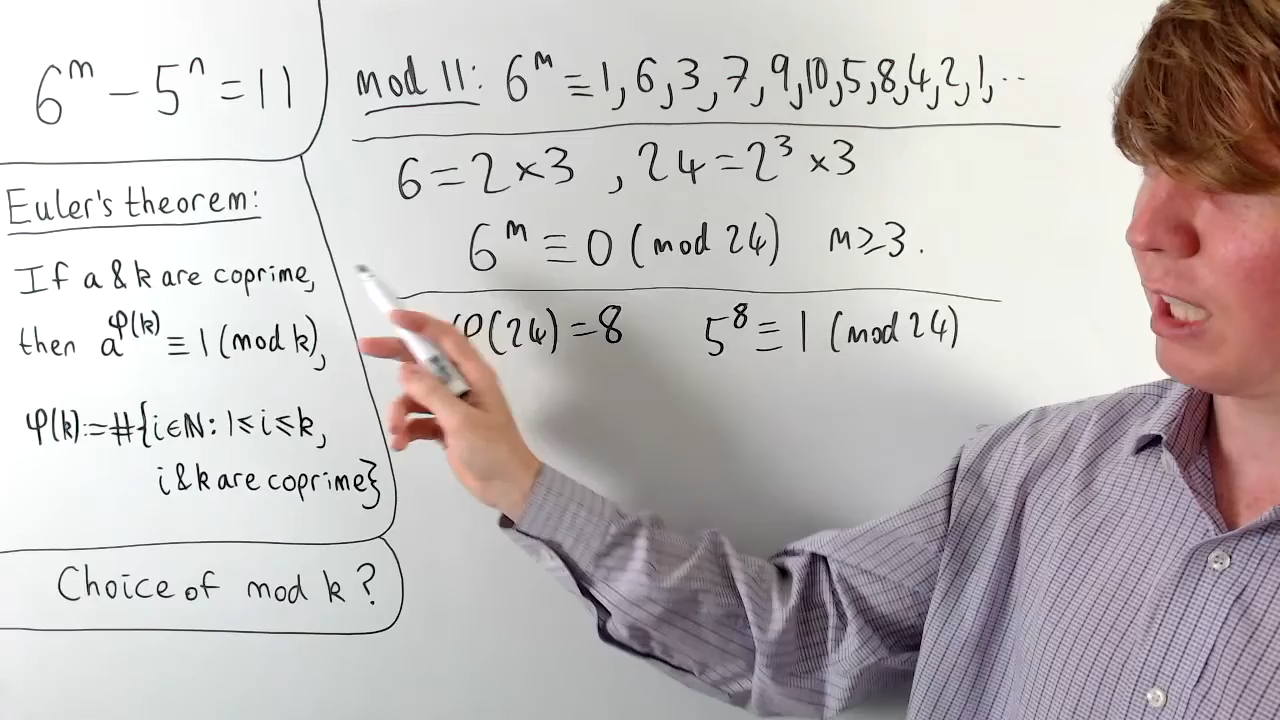 6^m − 5^n = 11
Euler's theorem:
If a & k are coprime,
then a^φ(k) ≡ 1 (mod k),
φ(k) := #{i∈N: 1≤i≤k,
i & k are coprime}
Choice of mod k?
mod 11: 6^m ≡ 1, 6, 3, 7, 9, 10, 5, 8, 4, 2, 1, ...
6 = 2 × 3 , 24 = 2^3 × 3
6^m ≡ 0 (mod 24) m ≥ 3.
φ(24) = 8 5^8 ≡ 1 (mod 24)